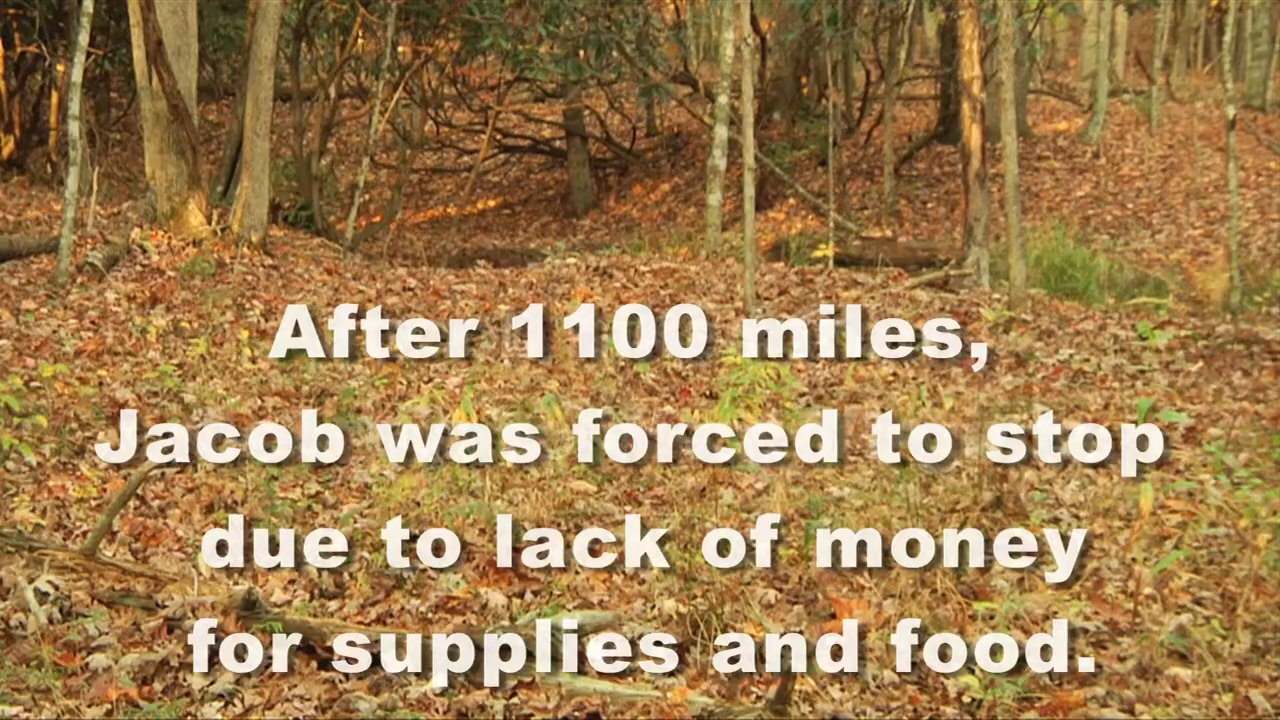 After 1100 miles,
Jacob was forced to stop
due to lack of money
for supplies and food.